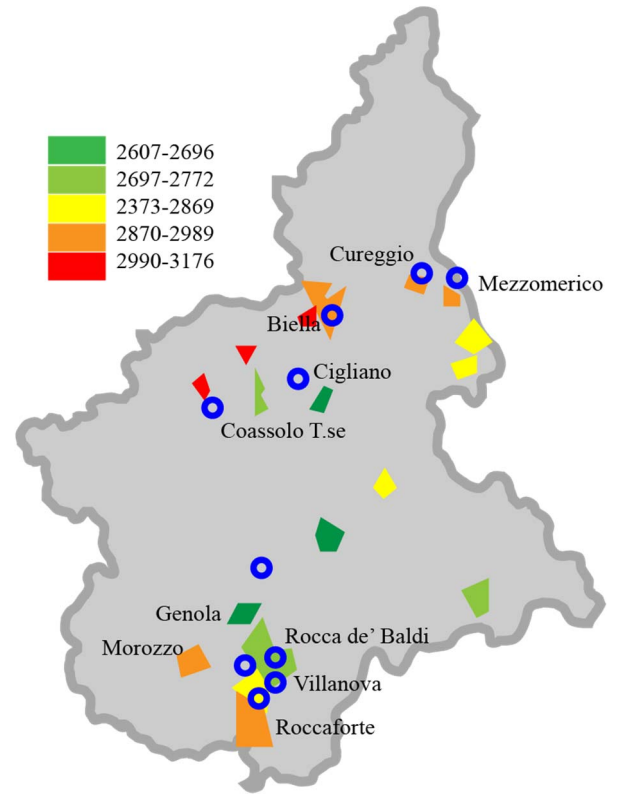 2607-2696
2697-2772
2373-2869
2870-2989
2990-3176
Cureggio
Mezzomerico
Biella
Cigliano
Coassolo T.se
Genola
Rocca de’ Baldi
Morozzo
Villanova
Roccaforte